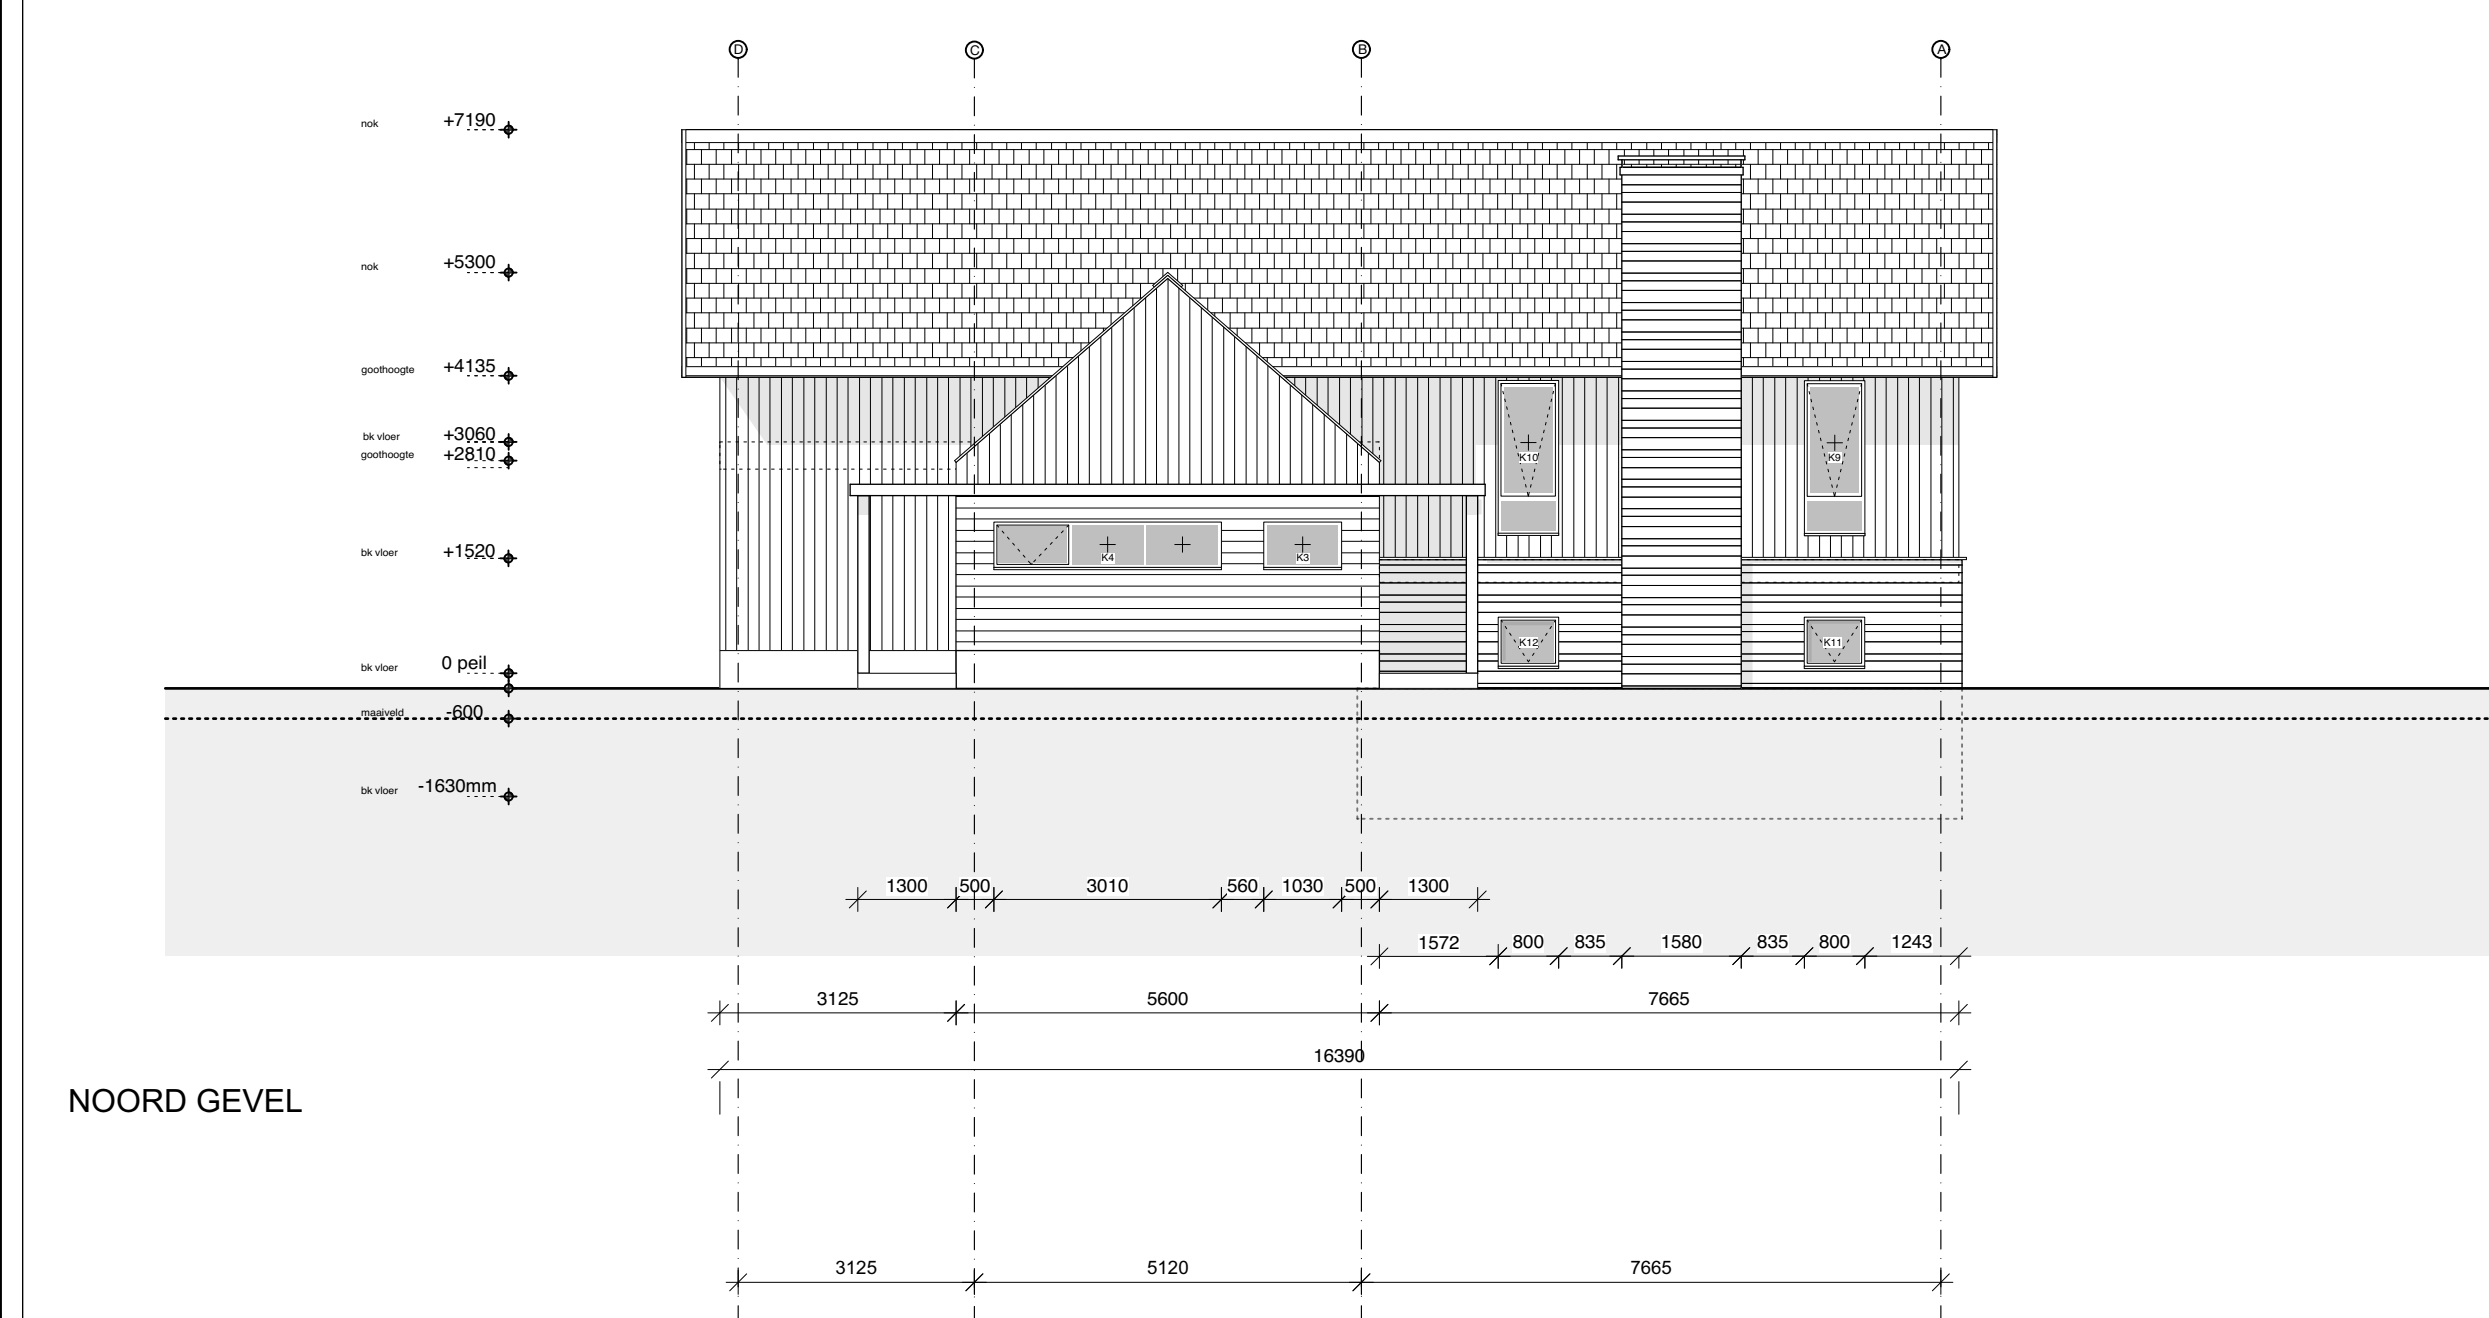 D C B A
nok +7190
nok +5300
goothoogte +4135
bk vloer +3060
goothoogte +2810
K10 K9
bk vloer +1520
K4 K3
K12 K11
bk vloer 0 peil
maaiveld -600
bk vloer -1630mm
1300 500 3010 560 1030 500 1300
1572 800 835 1580 835 800 1243
3125 5600 7665
16390
NOORD GEVEL
3125 5120 7665